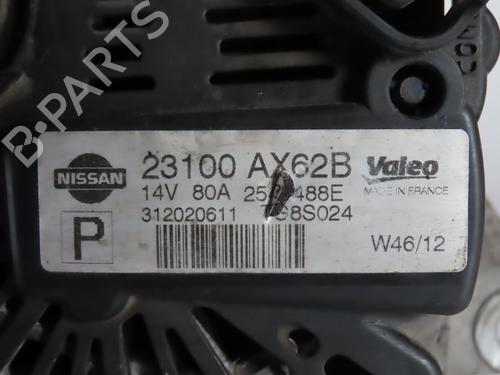 B-PARTS
NISSAN
23100 AX62B Valeo
14V 80A
MADE IN FRANCE
312020611
P
W46/12